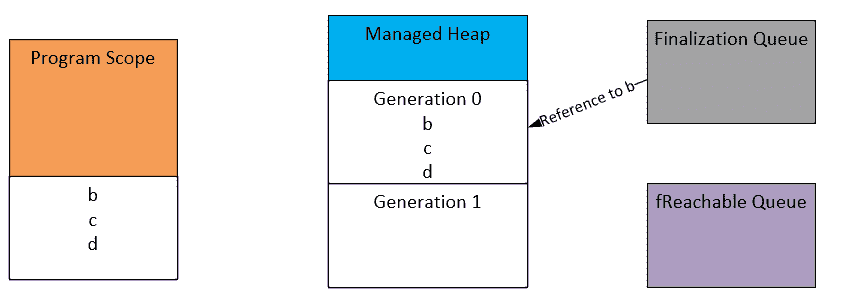 Program Scope
b
c
d
Managed Heap
Generation 0
b
c
d
Generation 1
Reference to b
Finalization Queue
fReachable Queue